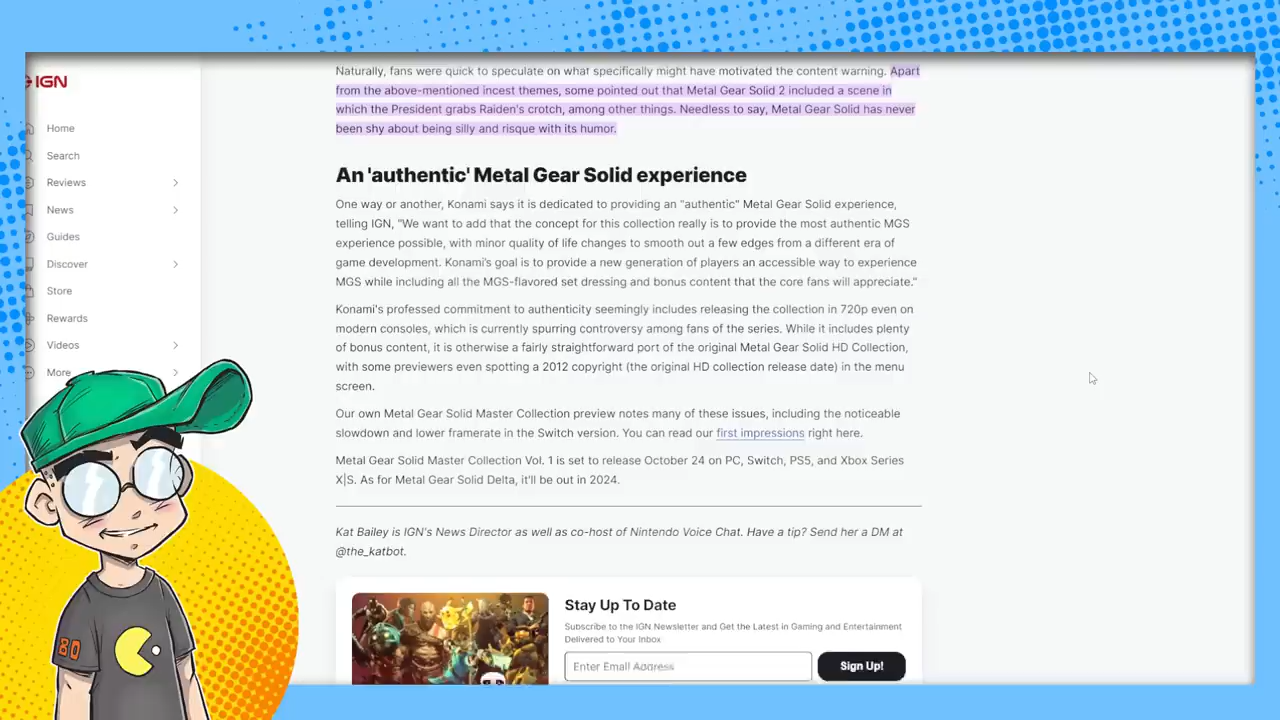 IGN
Home
Search
Reviews
News
Guides
Discover
Store
Rewards
Videos
More
Naturally, fans were quick to speculate on what specifically might have motivated the content warning. Apart
from the above-mentioned incest themes, some pointed out that Metal Gear Solid 2 included a scene in
which the President grabs Raiden's crotch, among other things. Needless to say, Metal Gear Solid has never
been shy about being silly and risque with its humor.
An 'authentic' Metal Gear Solid experience
One way or another, Konami says it is dedicated to providing an "authentic" Metal Gear Solid experience,
telling IGN, "We want to add that the concept for this collection really is to provide the most authentic MGS
experience possible, with minor quality of life changes to smooth out a few edges from a different era of
game development. Konami's goal is to provide a new generation of players an accessible way to experience
MGS while including all the MGS-flavored set dressing and bonus content that the core fans will appreciate."
Konami's professed commitment to authenticity seemingly includes releasing the collection in 720p even on
modern consoles, which is currently spurring controversy among fans of the series. While it includes plenty
of bonus content, it is otherwise a fairly straightforward port of the original Metal Gear Solid HD Collection,
with some previewers even spotting a 2012 copyright (the original HD collection release date) in the menu
screen.
Our own Metal Gear Solid Master Collection preview notes many of these issues, including the noticeable
slowdown and lower framerate in the Switch version. You can read our first impressions right here.
Metal Gear Solid Master Collection Vol. 1 is set to release October 24 on PC, Switch, PS5, and Xbox Series
X|S. As for Metal Gear Solid Delta, it'll be out in 2024.
Kat Bailey is IGN's News Director as well as co-host of Nintendo Voice Chat. Have a tip? Send her a DM at
@the_katbot.
Stay Up To Date
Subscribe to the IGN Newsletter and Get the Latest in Gaming and Entertainment
Delivered to Your Inbox
Enter Email Address
Sign Up!
80